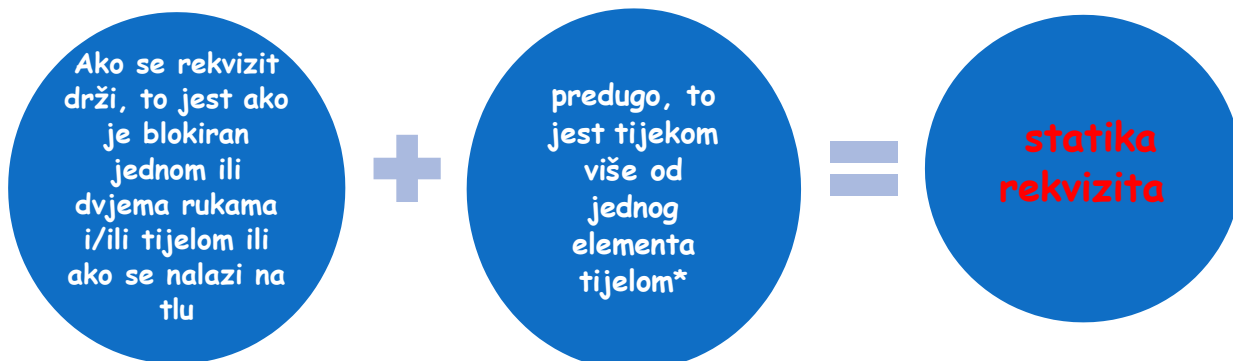 Ako se rekvizit
drži, to jest ako
je blokiran
jednom ili
dvjema rukama
i/ili tijelom ili
ako se nalazi na
tlu
predugo, to
jest tijekom
više od
jednog
elementa
tijelom*
statika
rekvizita